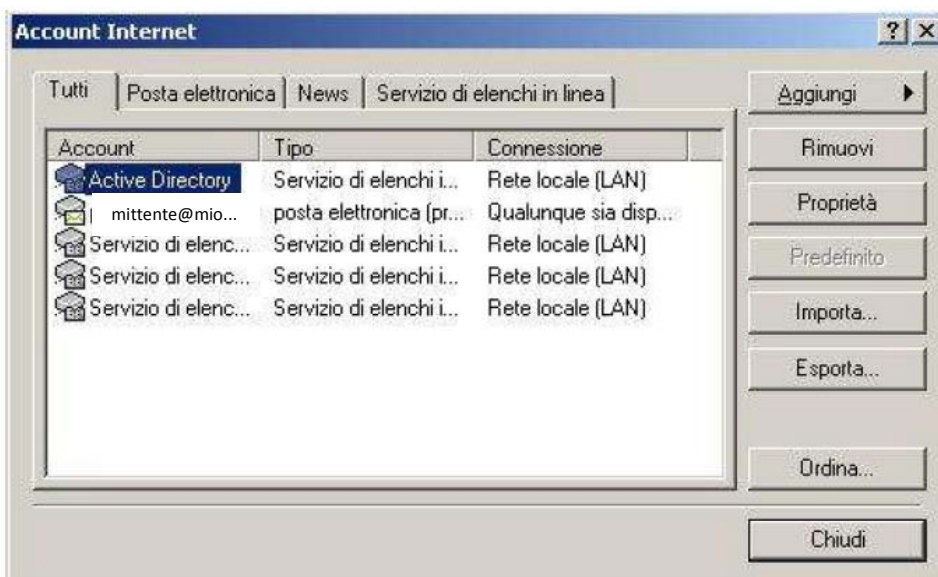 Account Internet
Tutti Posta elettronica News Servizio di elenchi in linea
Account Tipo Connessione
Active Directory Servizio di elenchi i... Rete locale (LAN)
mittente@mio... posta elettronica (pr... Qualunque sia disp...
Servizio di elenc... Servizio di elenchi i... Rete locale (LAN)
Servizio di elenc... Servizio di elenchi i... Rete locale (LAN)
Servizio di elenc... Servizio di elenchi i... Rete locale (LAN)
Aggiungi
Rimuovi
Proprietà
Predefinito
Importa...
Esporta...
Ordina...
Chiudi